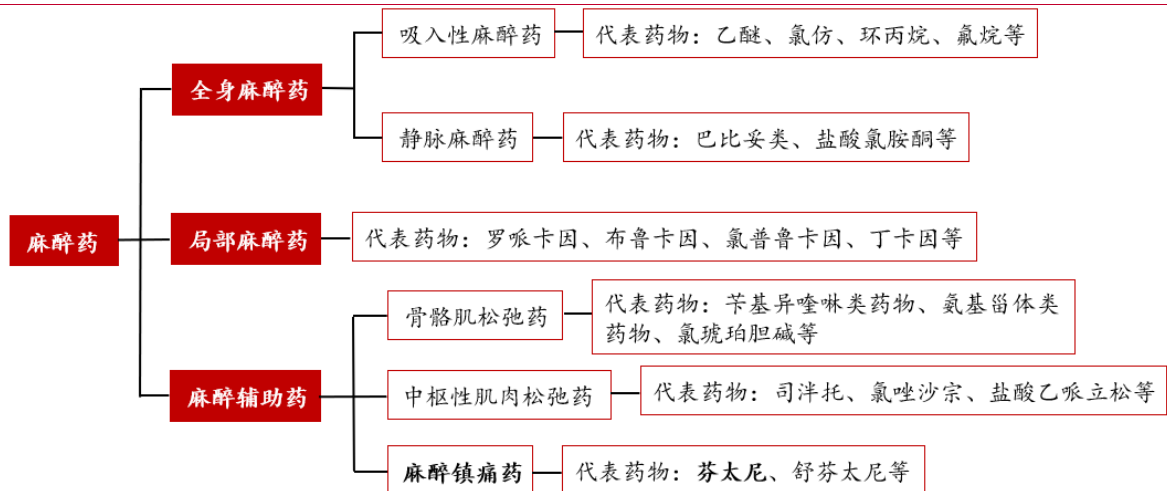 吸入性麻醉药
代表药物：乙醚、氯仿、环丙烷、氟烷等
全身麻醉药
静脉麻醉药
代表药物：巴比妥类、盐酸氯胺酮等
麻醉药
局部麻醉药
代表药物：罗哌卡因、布鲁卡因、氯普鲁卡因、丁卡因等
骨骼肌松弛药
代表药物：苄基异喹啉类药物、氨基甾体类
药物、氯琥珀胆碱等
麻醉辅助药
中枢性肌肉松弛药
代表药物：司泮托、氯唑沙宗、盐酸乙哌立松等
麻醉镇痛药
代表药物：芬太尼、舒芬太尼等